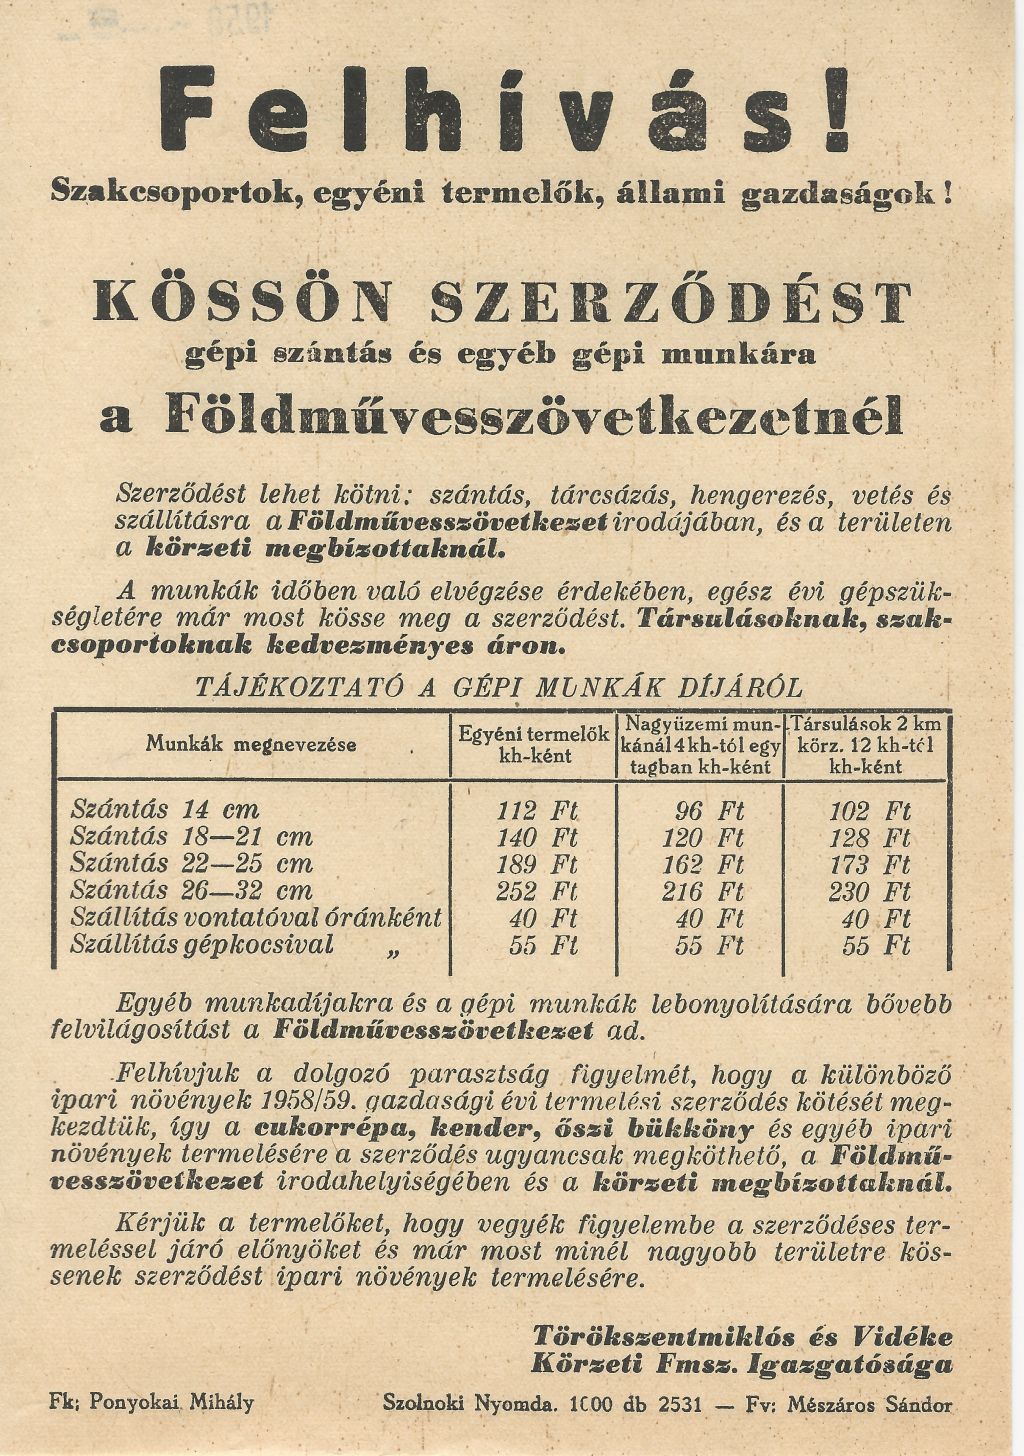 Felhívás!
Szakcsoportok, egyéni termelők, állami gazdaságok!
KÖSSÖN SZERZŐDÉST
gépi szántás és egyéb gépi munkára
a Földmüvesszövetkezetnél
Szerződést lehet kötni: szántás, tárcsázás, hengerezés, vetés és
szállításra a Földmüvesszövetkezet irodájában, és a területen
a körzeti megbízottaknál.
A munkák időben való elvégzése érdekében, egész évi gépszük-
ségletére már most kösse meg a szerződést. Társulásoknak, szak-
csoportoknak kedvezményes áron.
TÁJÉKOZTATÓ A GÉPI MUNKÁK DÍJÁRÓL
Munkák megnevezése
Egyéni termelők
kh-ként
Nagyüzemi mun-
kánál 4 kh-tól egy
tagban kh-ként
Társulások 2 km
körz. 12 kh-tól
kh-ként
Szántás 14 cm 112 Ft 96 Ft 102 Ft
Szántás 18—21 cm 140 Ft 120 Ft 128 Ft
Szántás 22—25 cm 189 Ft 162 Ft 173 Ft
Szántás 26—32 cm 252 Ft 216 Ft 230 Ft
Szállítás vontatóval óránként 40 Ft 40 Ft 40 Ft
Szállítás gépkocsival „ 55 Ft 55 Ft 55 Ft
Egyéb munkadíjakra és a gépi munkák lebonyolítására bővebb
felvilágosítást a Földmüvesszövetkezet ad.
Felhívjuk a dolgozó parasztság figyelmét, hogy a különböző
ipari növények 1958/59. gazdasági évi termelési szerződés kötését meg-
kezdtük, így a cukorrépa, kender, őszi bükköny és egyéb ipari
növények termelésére a szerződés ugyancsak megköthető, a Földmü-
vesszövetkezet irodahelyiségében és a körzeti megbízottaknál.
Kérjük a termelőket, hogy vegyék figyelembe a szerződéses ter-
meléssel járó előnyöket és már most minél nagyobb területre kös-
senek szerződést ipari növények termelésére.
Törökszentmiklós és Vidéke
Körzeti Fmsz. Igazgatósága
Fk; Ponyokai Mihály Szolnoki Nyomda. 1000 db 2531 — Fv: Mészáros Sándor